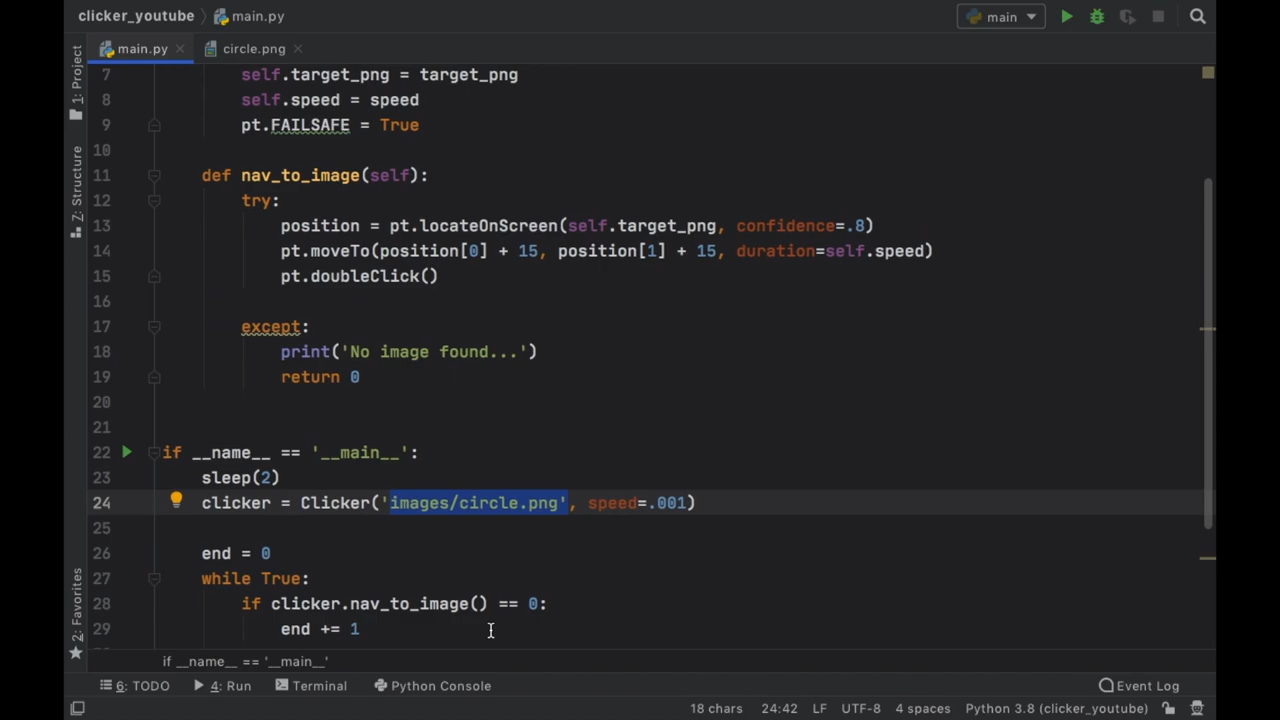 clicker_youtube main.py
main
main.py circle.png
1: Project
7: Structure
2: Favorites
7 self.target_png = target_png
8 self.speed = speed
9 pt.FAILSAFE = True
10
11 def nav_to_image(self):
12 try:
13 position = pt.locateOnScreen(self.target_png, confidence=.8)
14 pt.moveTo(position[0] + 15, position[1] + 15, duration=self.speed)
15 pt.doubleClick()
16
17 except:
18 print('No image found...')
19 return 0
20
21
22 if __name__ == '__main__':
23 sleep(2)
24 clicker = Clicker('images/circle.png', speed=.001)
25
26 end = 0
27 while True:
28 if clicker.nav_to_image() == 0:
29 end += 1
if __name__ == '__main__'
6: TODO 4: Run Terminal Python Console Event Log
18 chars 24:42 LF UTF-8 4 spaces Python 3.8 (clicker_youtube)